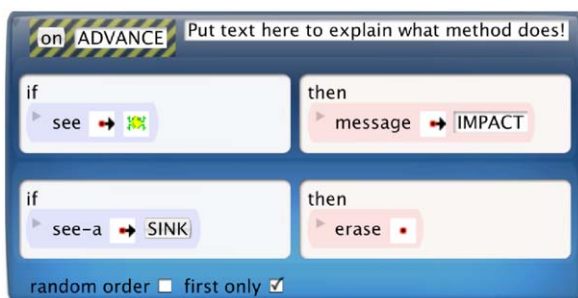 on ADVANCE Put text here to explain what method does!
if then
see message IMPACT
if then
see-a SINK erase
random order first only